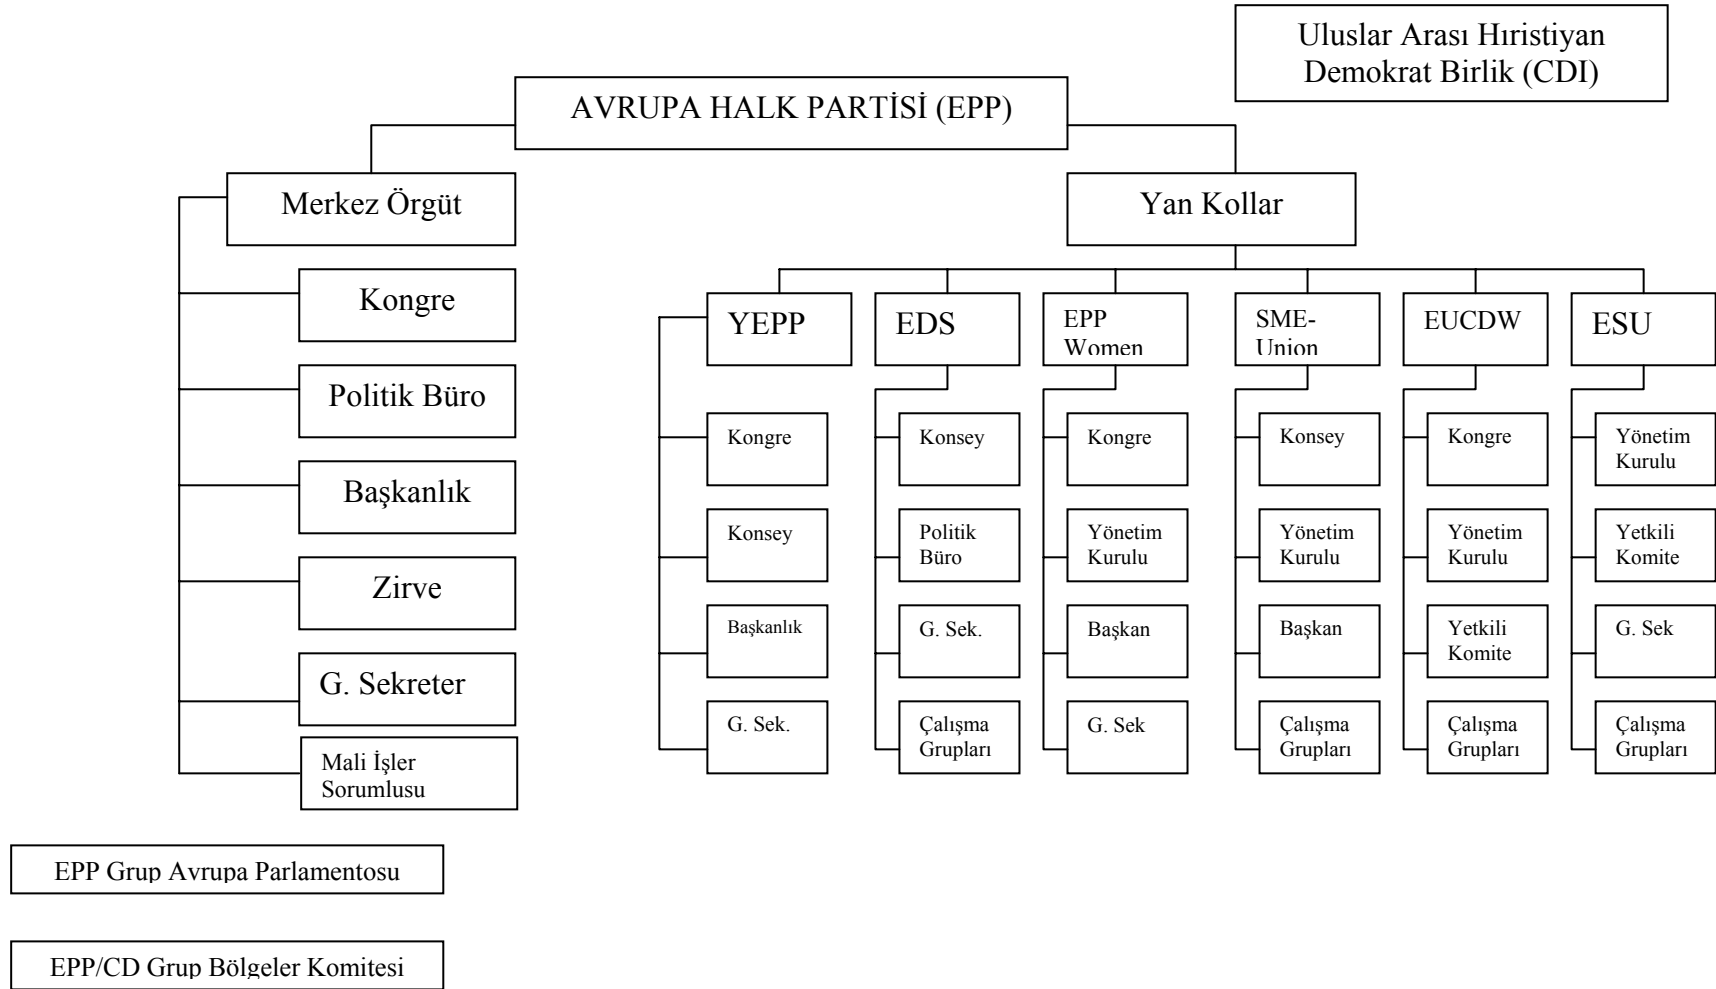 Uluslar Arası Hıristiyan
Demokrat Birlik (CDI)
AVRUPA HALK PARTİSİ (EPP)
Merkez Örgüt
Kongre
Politik Büro
Başkanlık
Zirve
G. Sekreter
Mali İşler
Sorumlusu
Yan Kollar
YEPP
Kongre
Konsey
Başkanlık
G. Sek.
EDS
Konsey
Politik
Büro
G. Sek.
Çalışma
Grupları
EPP
Women
Kongre
Yönetim
Kurulu
Başkan
G. Sek
SME-
Union
Konsey
Yönetim
Kurulu
Başkan
Çalışma
Grupları
EUCDW
Kongre
Yönetim
Kurulu
Yetkili
Komite
Çalışma
Grupları
ESU
Yönetim
Kurulu
Yetkili
Komite
G. Sek
Çalışma
Grupları
EPP Grup Avrupa Parlamentosu
EPP/CD Grup Bölgeler Komitesi